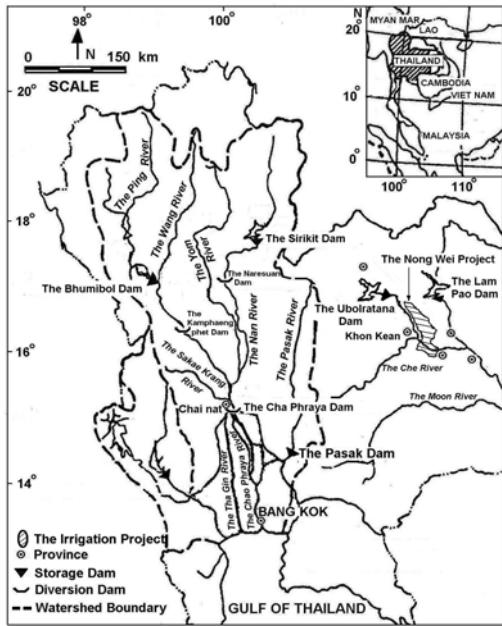 98°
100°
N
0 150 km
SCALE
N
MYAN MAR
LAO
20°
THAILAND
CAMBODIA
VIET NAM
10°
MALAYSIA
0°
100°
110°
20°
18°
16°
14°
The Ping River
The Wang River
The Yom River
The Sirikit Dam
The Naresuan Dam
The Bhumibol Dam
The Kamphaeng phet Dam
The Nan River
The Pasak River
The Nong Wei Project
The Lam Pao Dam
The Ubolratana Dam
Khon Kean
The Che River
The Moon River
The Sakae Krang River
Chai nat
The Cha Phraya Dam
The Pasak Dam
The Tha Gin River
The Chao Phraya River
BANG KOK
The Irrigation Project
Province
Storage Dam
Diversion Dam
Watershed Boundary
GULF OF THAILAND